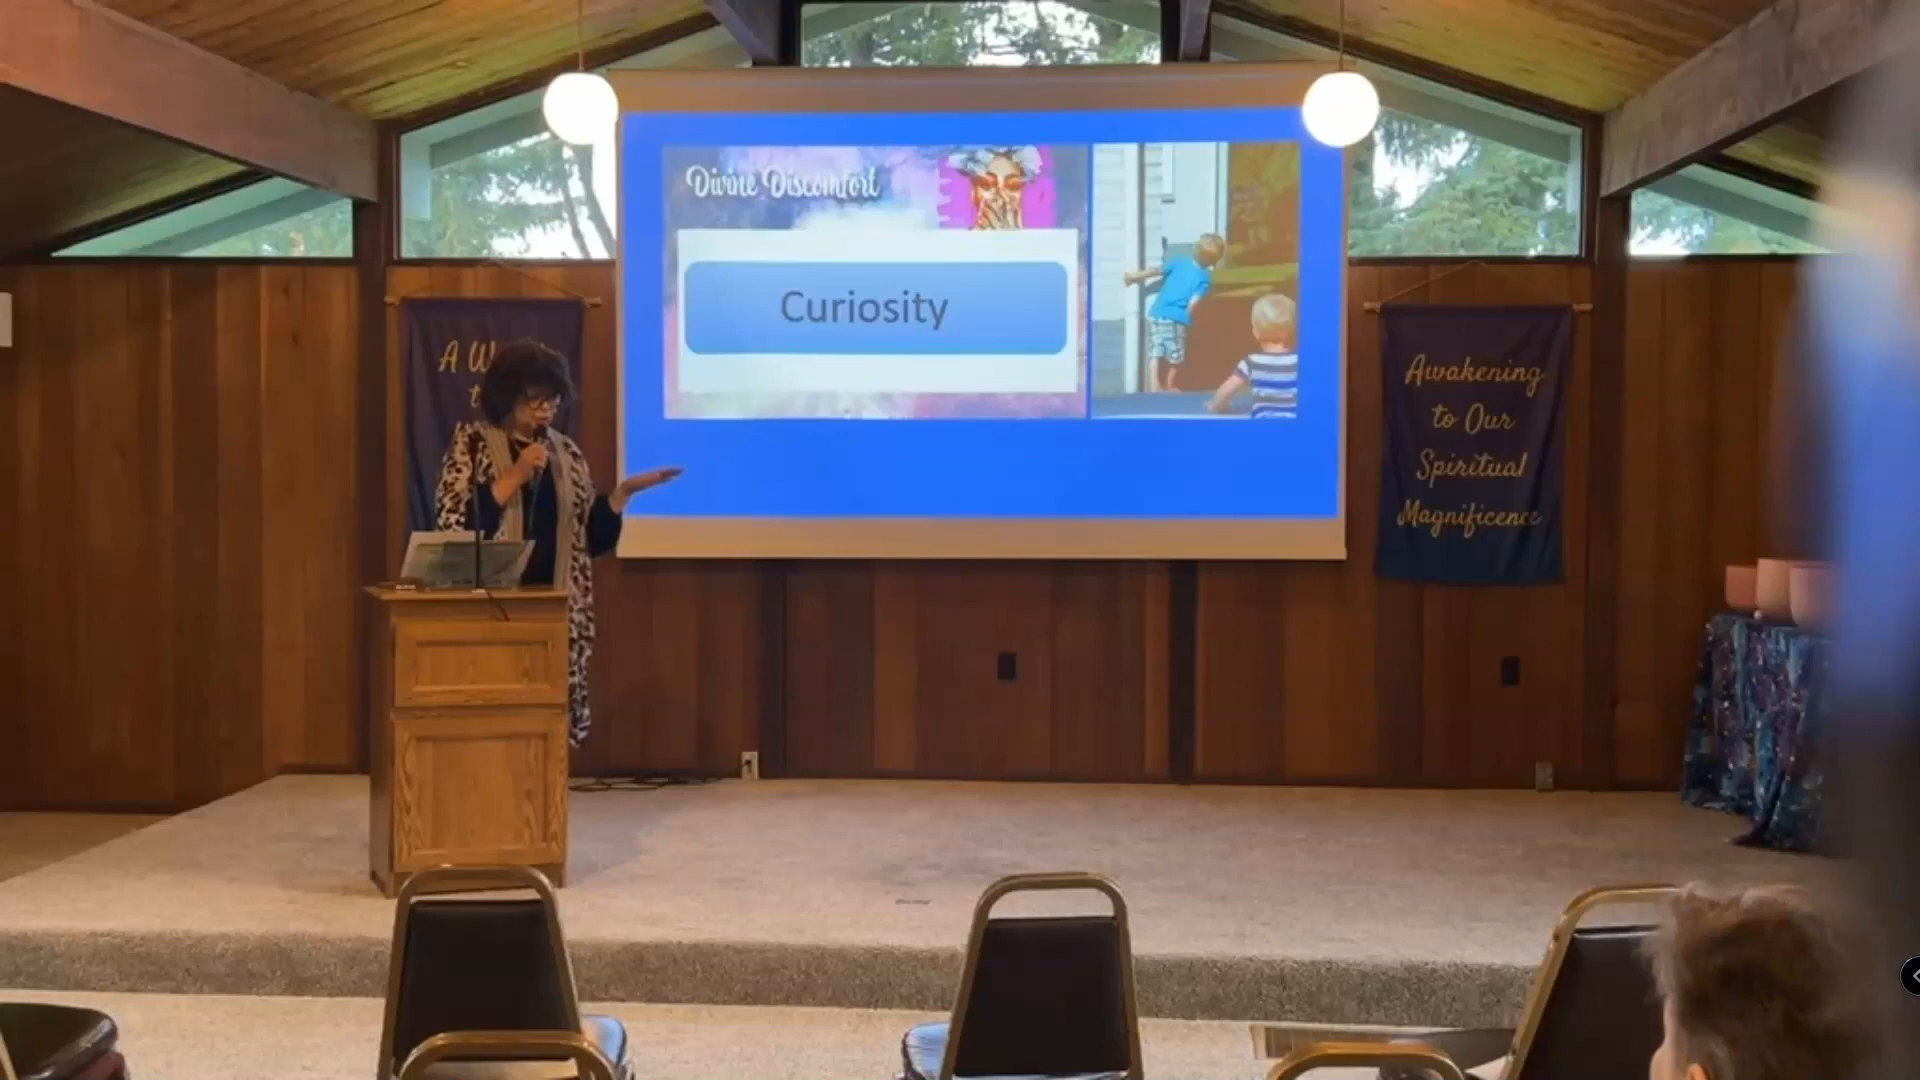 Divine Discomfort
Curiosity
A
Awakening
to Our
Spiritual
Magnificence